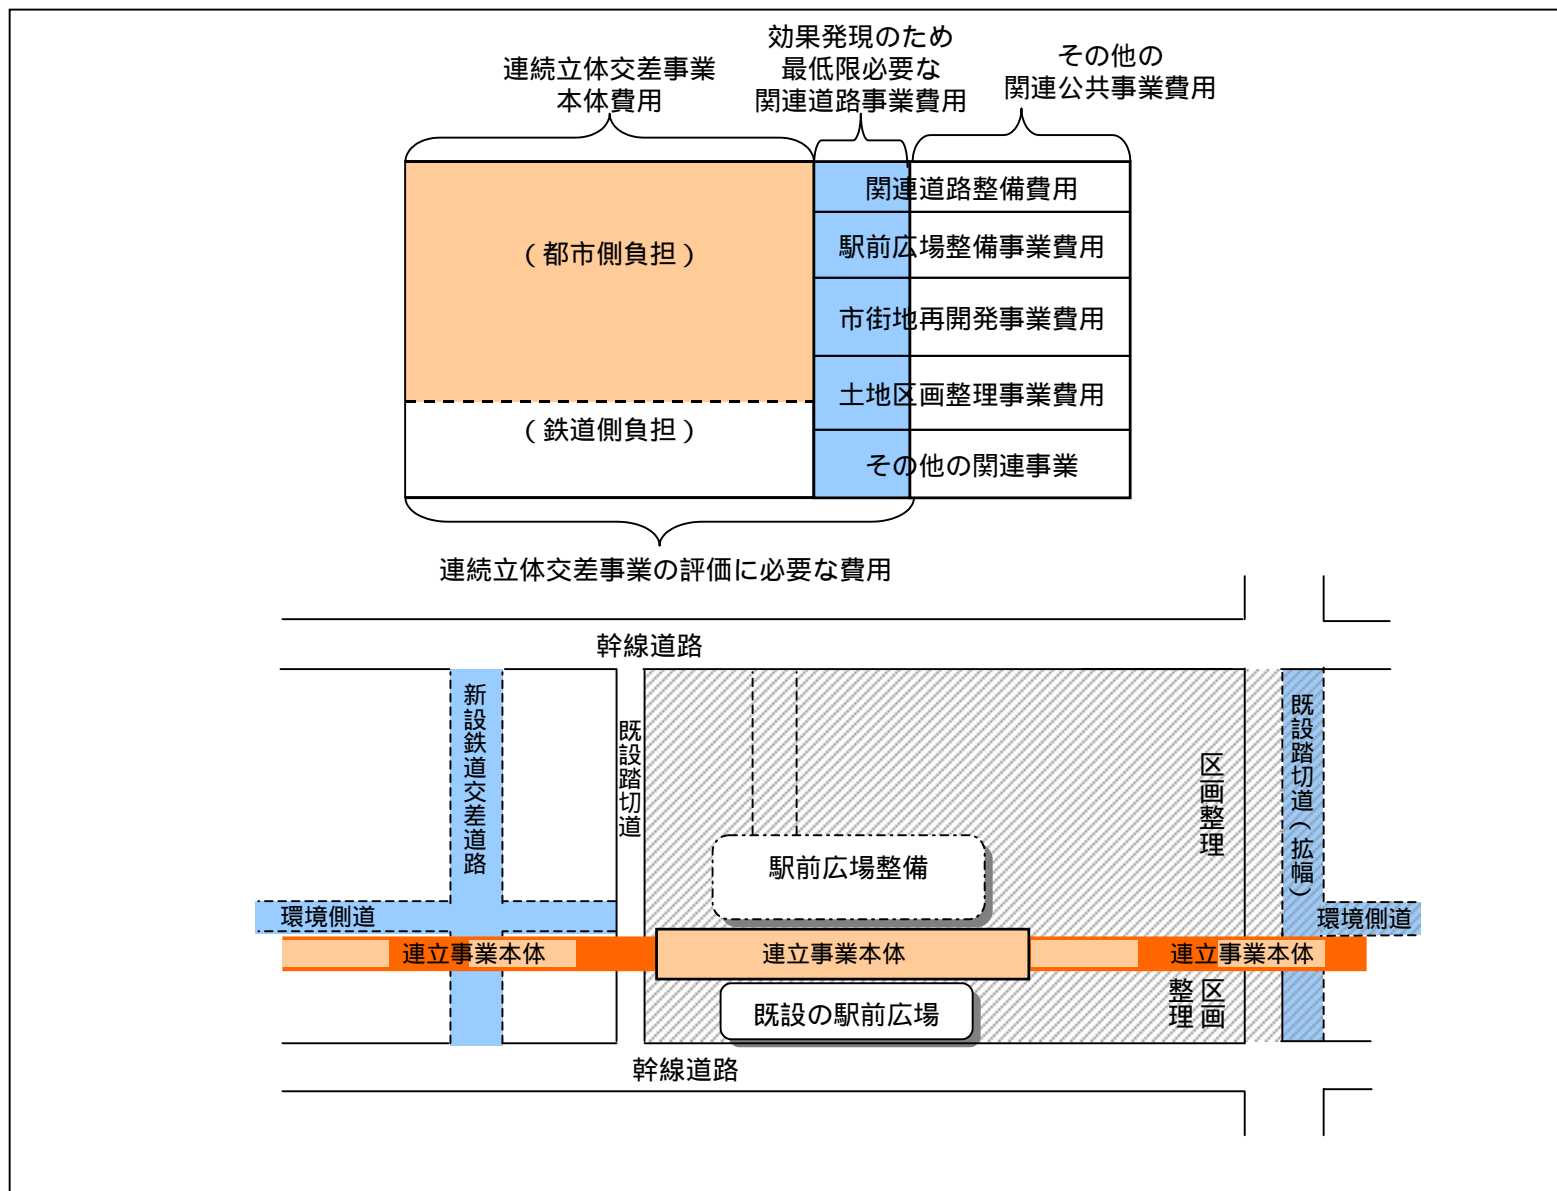 連続立体交差事業
本体費用
効果発現のため
最低限必要な
関連道路事業費用
その他の
関連公共事業費用
(都市側負担)
(鉄道側負担)
関連道路整備費用
駅前広場整備事業費用
市街地再開発事業費用
土地区画整理事業費用
その他の関連事業
連続立体交差事業の評価に必要な費用
幹線道路
新設鉄道交差道路
既設踏切道
区画整理
既設踏切道(拡幅)
駅前広場整備
環境側道
環境側道
連立事業本体
連立事業本体
連立事業本体
既設の駅前広場
区画
整理
幹線道路